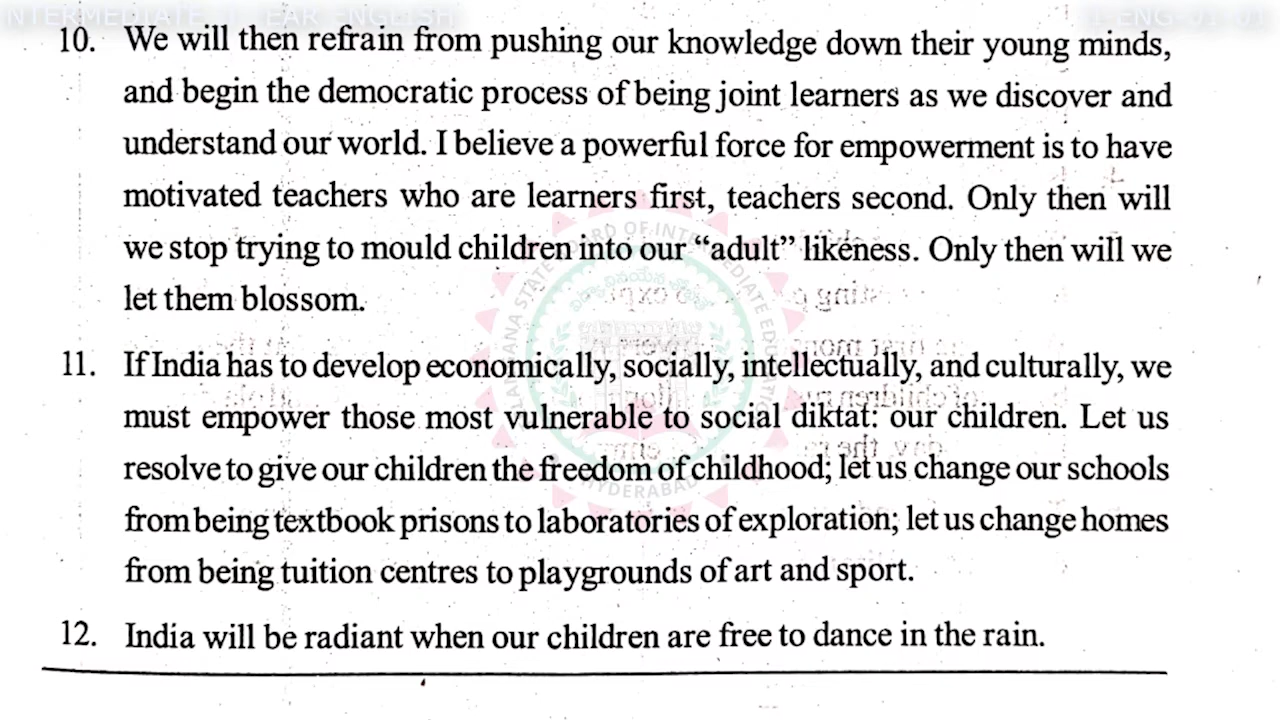 NTERMEDIATE II YEAR ENGLISH
10. We will then refrain from pushing our knowledge down their young minds,
and begin the democratic process of being joint learners as we discover and
understand our world. I believe a powerful force for empowerment is to have
motivated teachers who are learners first, teachers second. Only then will
we stop trying to mould children into our “adult” likeness. Only then will we
let them blossom.
11. If India has to develop economically, socially, intellectually, and culturally, we
must empower those most vulnerable to social diktat: our children. Let us
resolve to give our children the freedom of childhood; let us change our schools
from being textbook prisons to laboratories of exploration; let us change homes
from being tuition centres to playgrounds of art and sport.
12. India will be radiant when our children are free to dance in the rain.